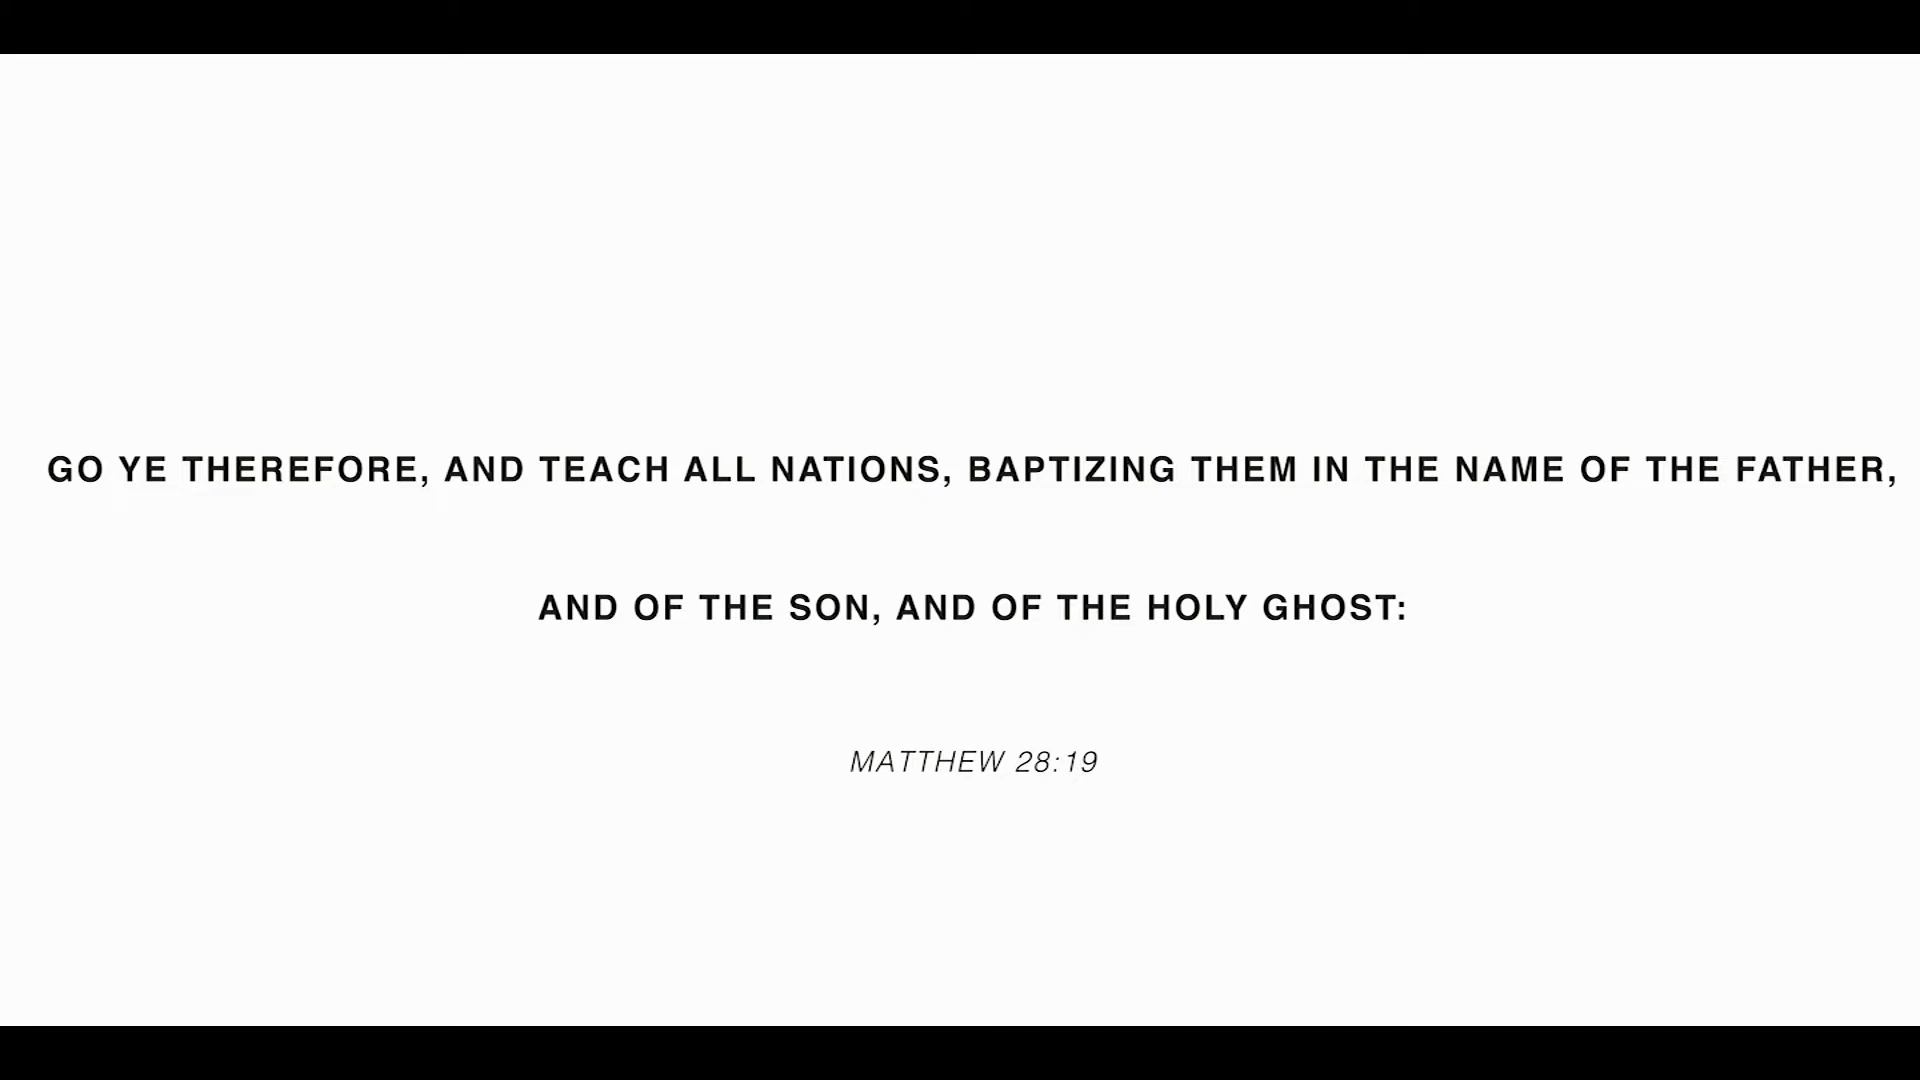 GO YE THEREFORE, AND TEACH ALL NATIONS, BAPTIZING THEM IN THE NAME OF THE FATHER,
AND OF THE SON, AND OF THE HOLY GHOST:
MATTHEW 28:19